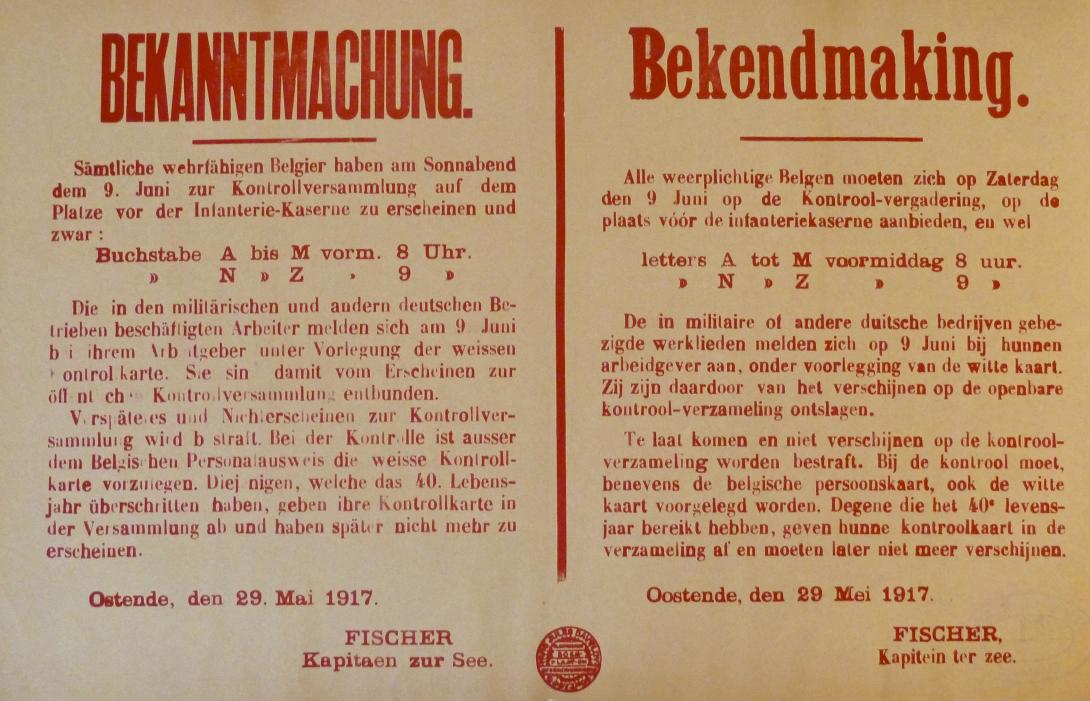 BEKANNTMACHUNG.
Sämtliche wehrfähigen Belgier haben am Sonnabend
dem 9. Juni zur Kontrollversammlung auf dem
Platze vor der Infanterie-Kaserne zu erscheinen und
zwar :
Buchstabe A bis M vorm. 8 Uhr.
» N » Z » 9 »
Die in den militärischen und andern deutschen Be-
trieben beschäftigten Arbeiter melden sich am 9 Juni
b i ihrem Arb itgeber unter Vorlegung der weissen
ontrol karte. Sie sin damit vom Erscheinen zur
öff nt ch Kontrollversammlung entbunden.
Verspätetes und Nichterscheinen zur Kontrollver-
sammlung wird b straft. Bei der Kontrolle ist ausser
dem Belgischen Personalausweis die weisse Kontroll-
karte vorzulegen. Diej nigen, welche das 40. Lebens-
jahr überschritten haben, geben ihre Kontrollkarte in
der Versammlung ab und haben später nicht mehr zu
erscheinen.
Ostende, den 29. Mai 1917.
FISCHER
Kapitaen zur See.
Bekendmaking.
Alle weerplichtige Belgen moeten zich op Zaterdag
den 9 Juni op de Kontrool-vergadering, op de
plaats vóór de infanteriekaserne aanbieden, en wel
letters A tot M voormiddag 8 uur.
» N » Z » 9 »
De in militaire of andere duitsche bedrijven gebe-
zigde werklieden melden zich op 9 Juni bij hunnen
arbeidgever aan, onder voorlegging van de witte kaart.
Zij zijn daardoor van het verschijnen op de openbare
kontrool-verzameling ontslagen.
Te laat komen en niet verschijnen op de kontrool-
verzameling worden bestraft. Bij de kontrool moet,
benevens de belgische persoonskaart, ook de witte
kaart voorgelegd worden. Degene die het 40e levens-
jaar bereikt hebben, geven hunne kontroolkaart in de
verzameling af en moeten later niet meer verschijnen.
Oostende, den 29 Mei 1917.
FISCHER,
Kapitein ter zee.